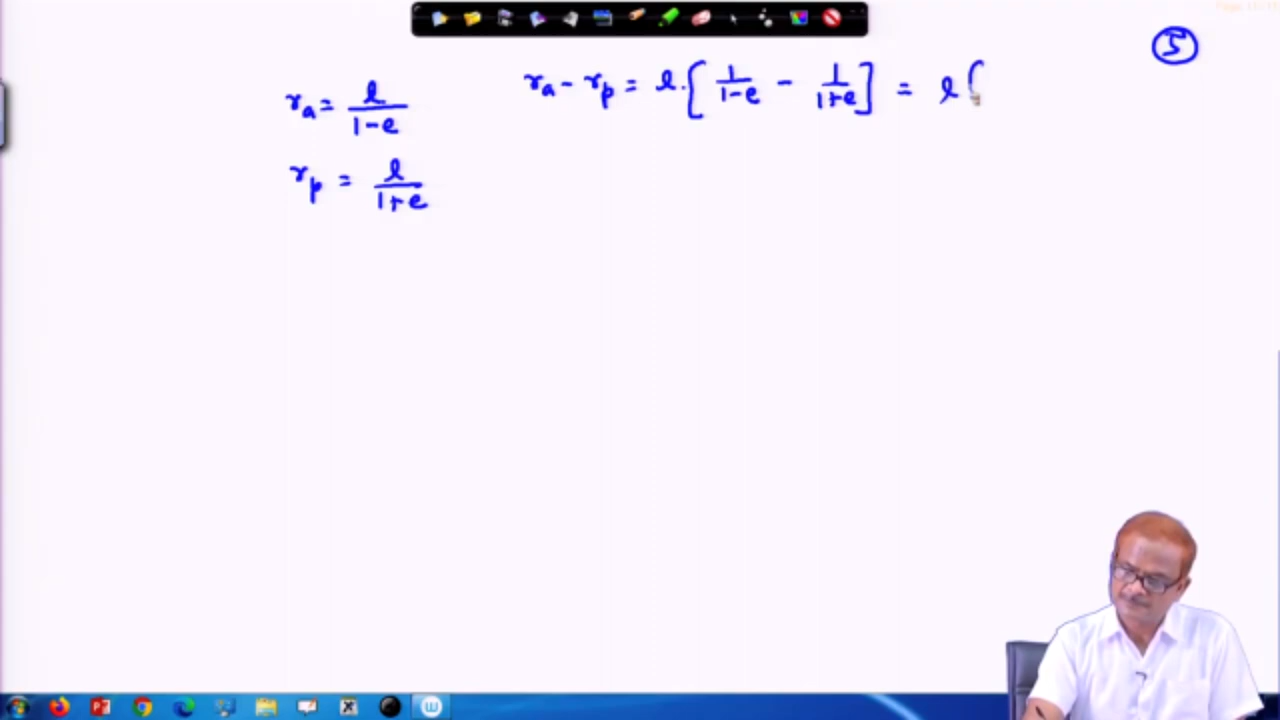 ⑤
r_a = l/(1-e)
r_p = l/(1+e)
r_a - r_p = l·[1/(1-e) - 1/(1+e)] = l(